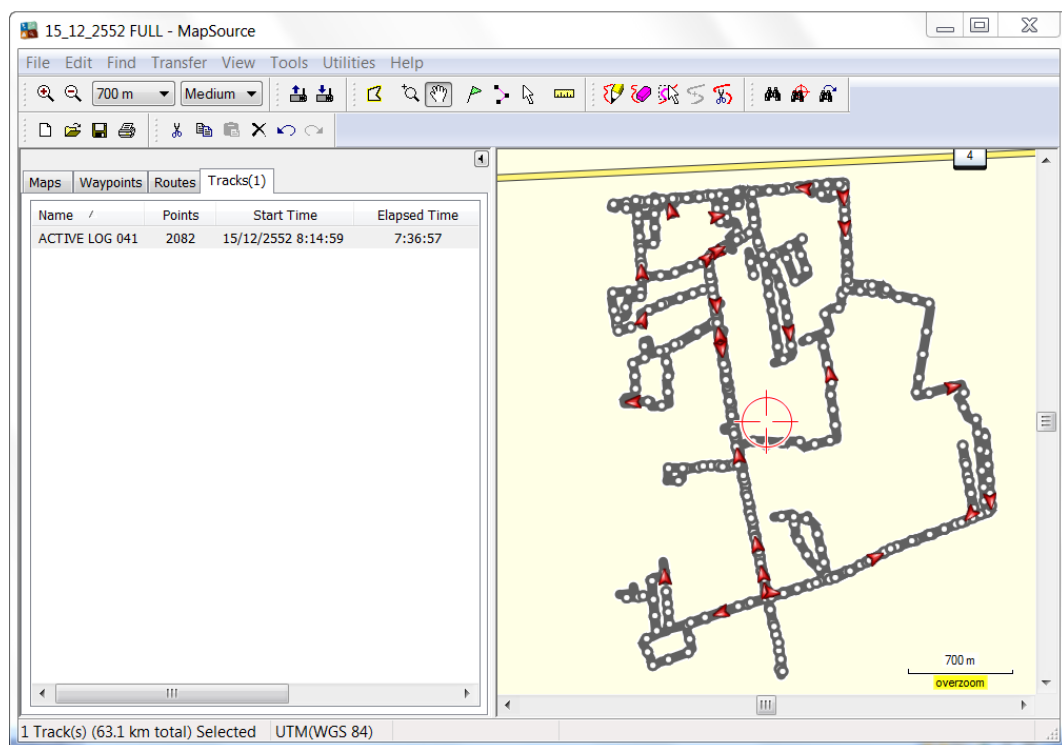 15_12_2552 FULL - MapSource
File Edit Find Transfer View Tools Utilities Help
700 m Medium
Maps Waypoints Routes Tracks(1)
Name Points Start Time Elapsed Time
ACTIVE LOG 041 2082 15/12/2552 8:14:59 7:36:57
4
700 m
overzoom
1 Track(s) (63.1 km total) Selected UTM(WGS 84)